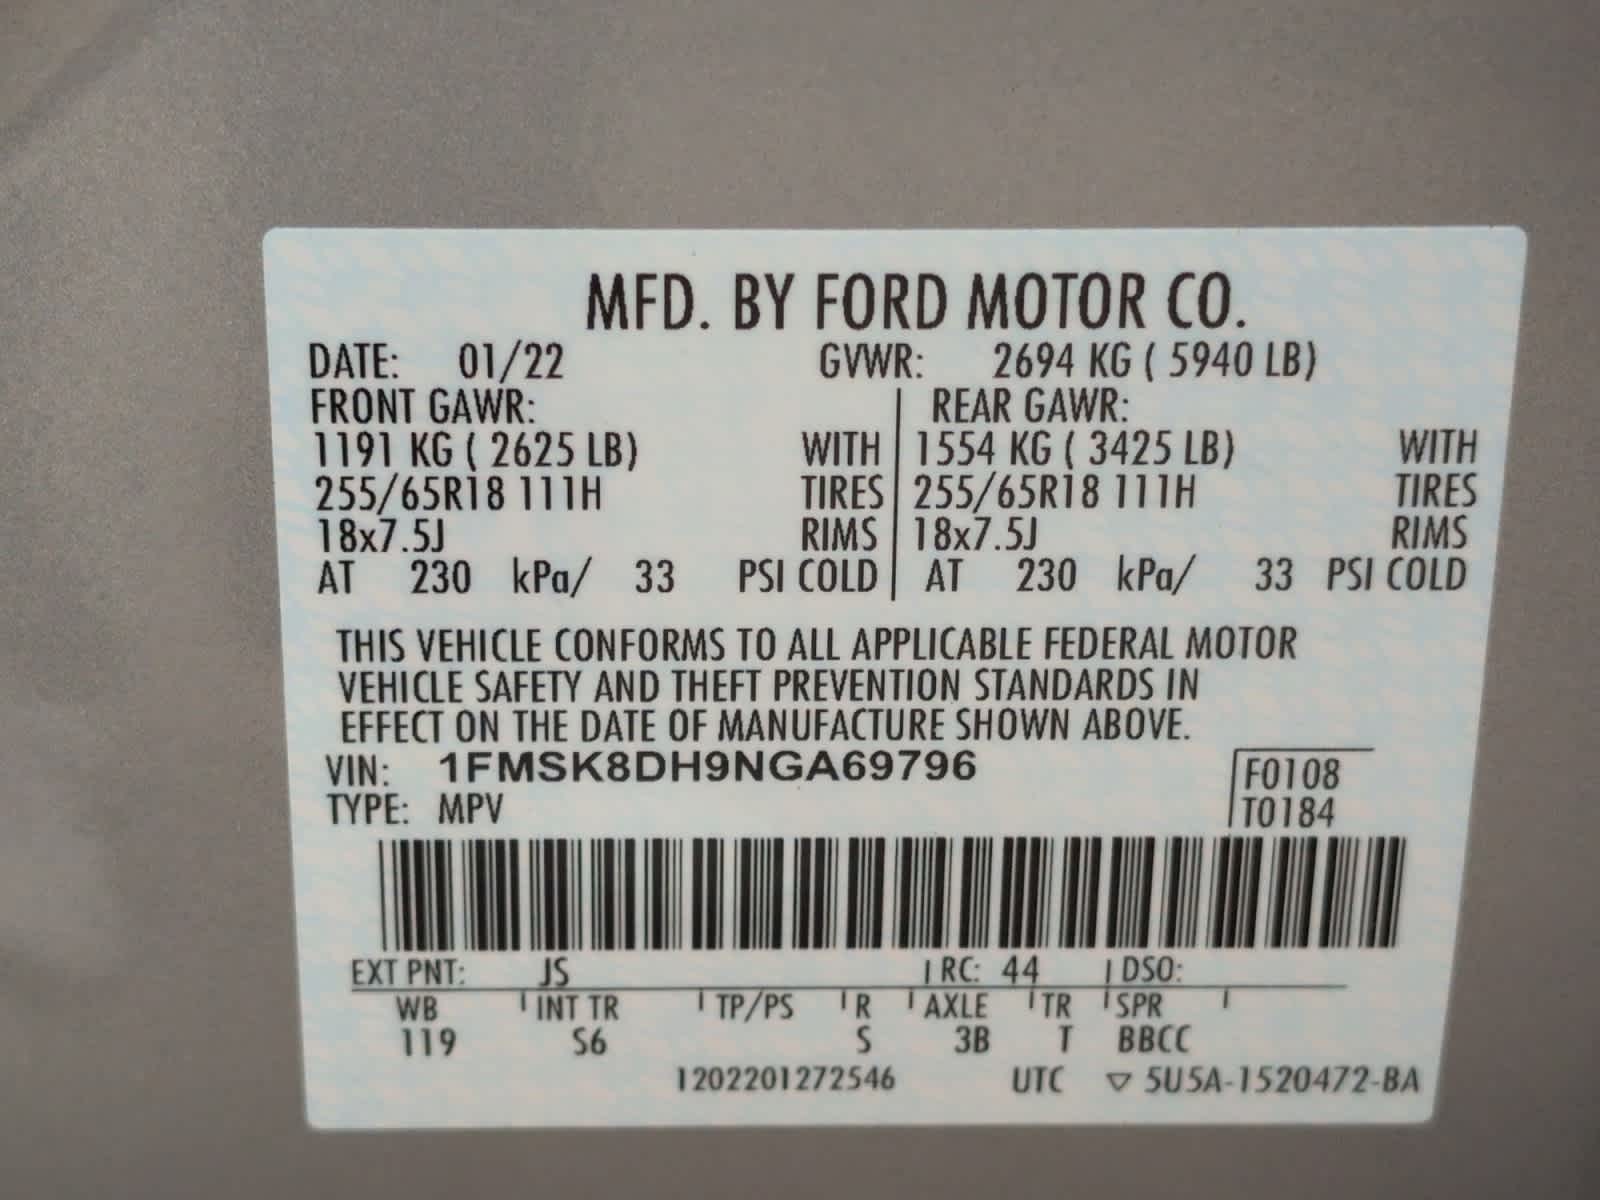 MFD. BY FORD MOTOR CO.
DATE: 01/22 GVWR: 2694 KG ( 5940 LB)
FRONT GAWR: REAR GAWR:
1191 KG ( 2625 LB) WITH 1554 KG ( 3425 LB) WITH
255/65R18 111H TIRES 255/65R18 111H TIRES
18x7.5J RIMS 18x7.5J RIMS
AT 230 kPa/ 33 PSI COLD AT 230 kPa/ 33 PSI COLD
THIS VEHICLE CONFORMS TO ALL APPLICABLE FEDERAL MOTOR
VEHICLE SAFETY AND THEFT PREVENTION STANDARDS IN
EFFECT ON THE DATE OF MANUFACTURE SHOWN ABOVE.
VIN: 1FMSK8DH9NGA69796 F0108
TYPE: MPV T0184
EXT PNT: JS RC: 44 DSO:
WB INT TR TP/PS R AXLE TR SPR
119 S6 S 3B T BBCC
1202201272546 UTC ▽ 5U5A-1520472-BA